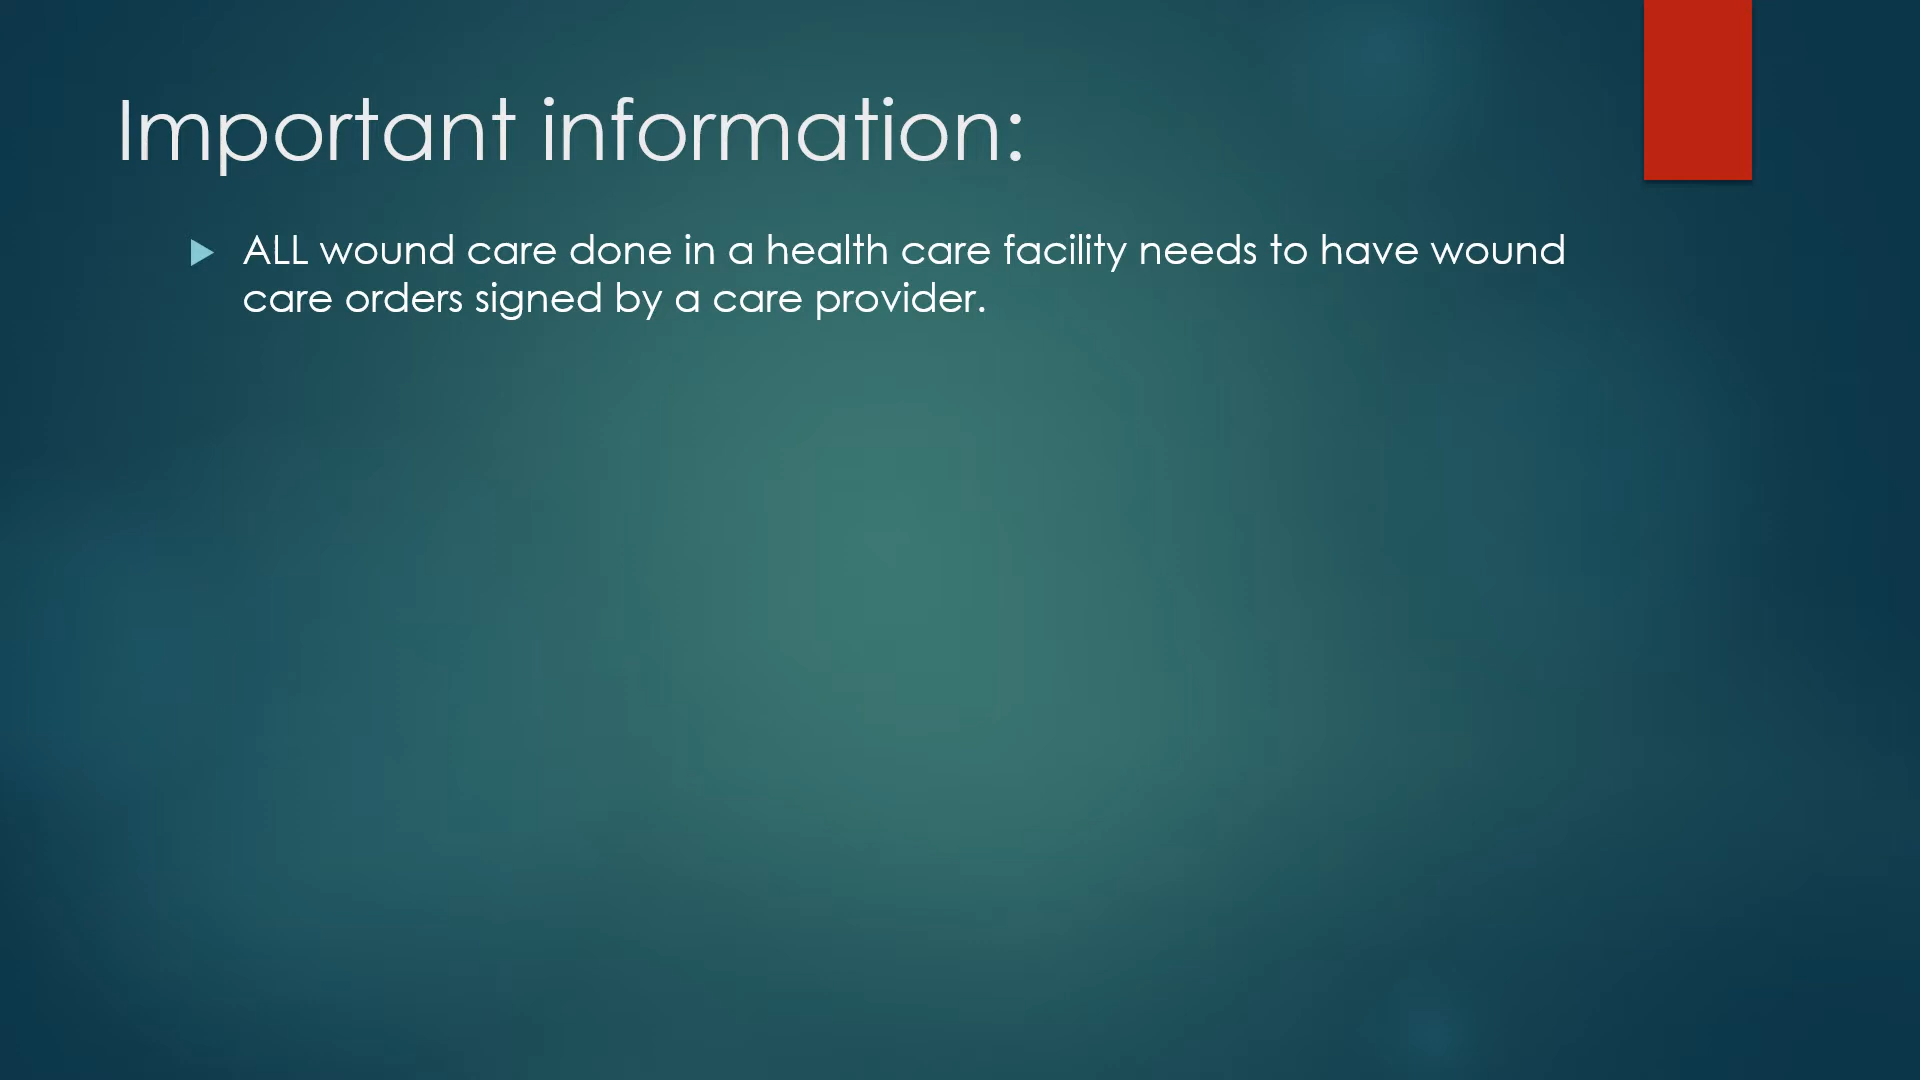 Important information:
ALL wound care done in a health care facility needs to have wound
care orders signed by a care provider.